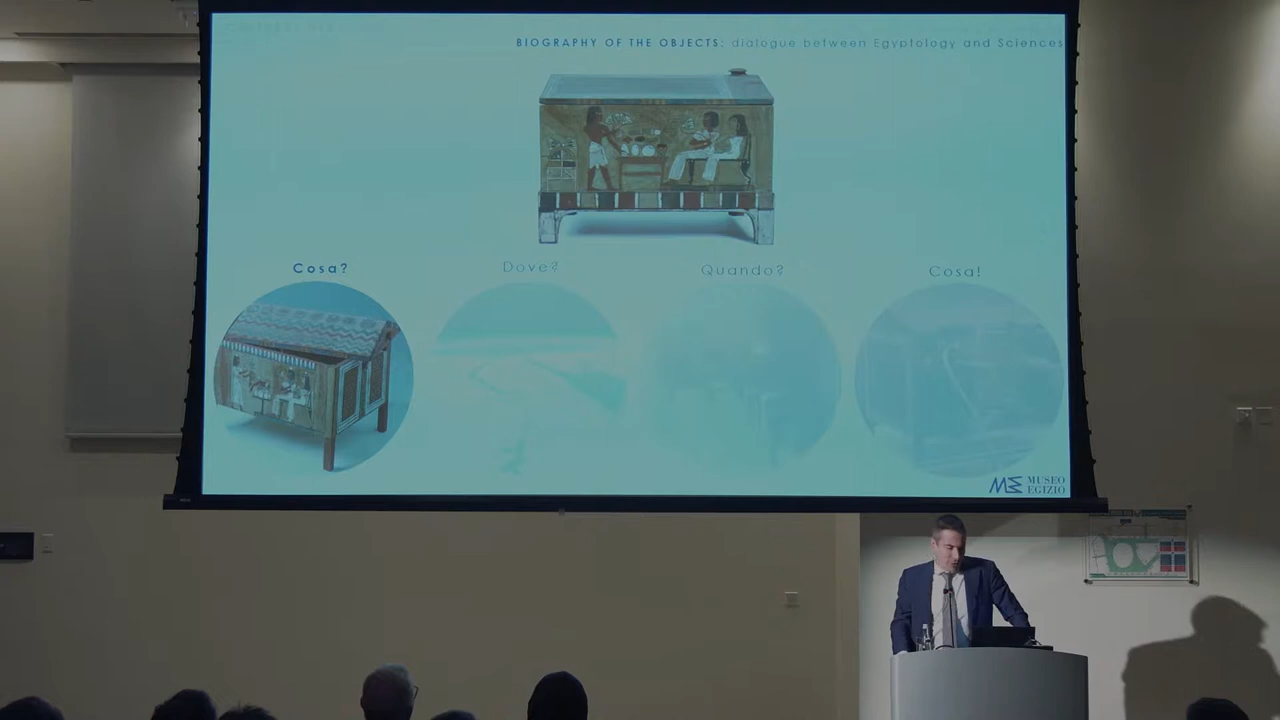 BIOGRAPHY OF THE OBJECTS: dialogue between Egyptology and Sciences
Cosa?
Dove?
Quando?
Cosa!
MUSEO
EGIZIO